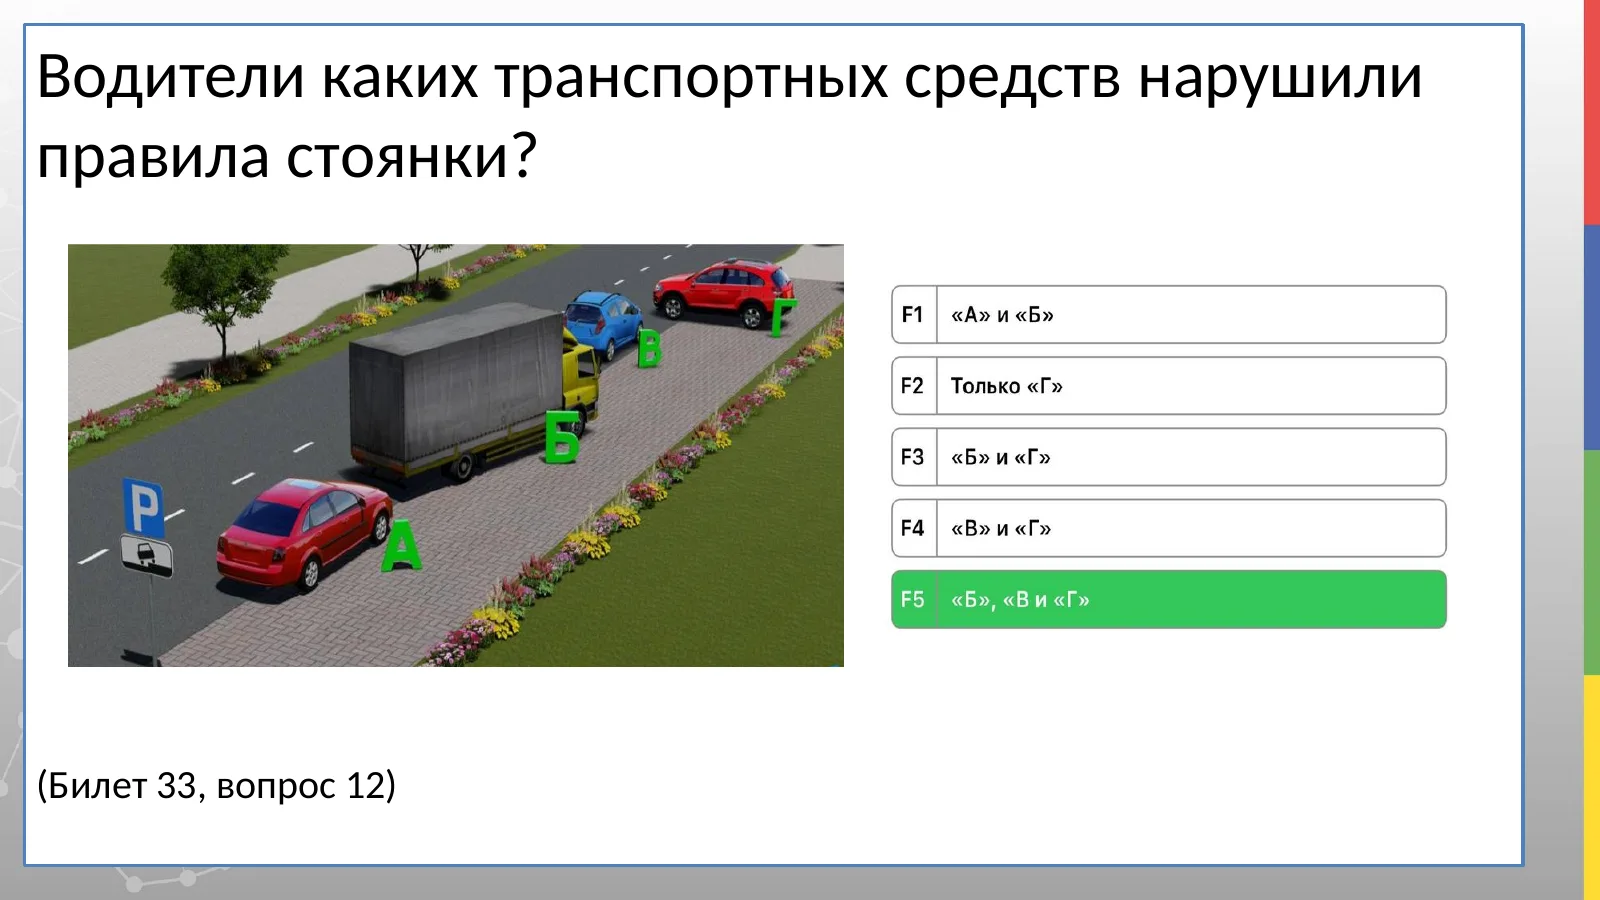 Водители каких транспортных средств нарушили
правила стоянки?
P
А
Б
В
Г
F1 «А» и «Б»
F2 Только «Г»
F3 «Б» и «Г»
F4 «В» и «Г»
F5 «Б», «В и «Г»
(Билет 33, вопрос 12)